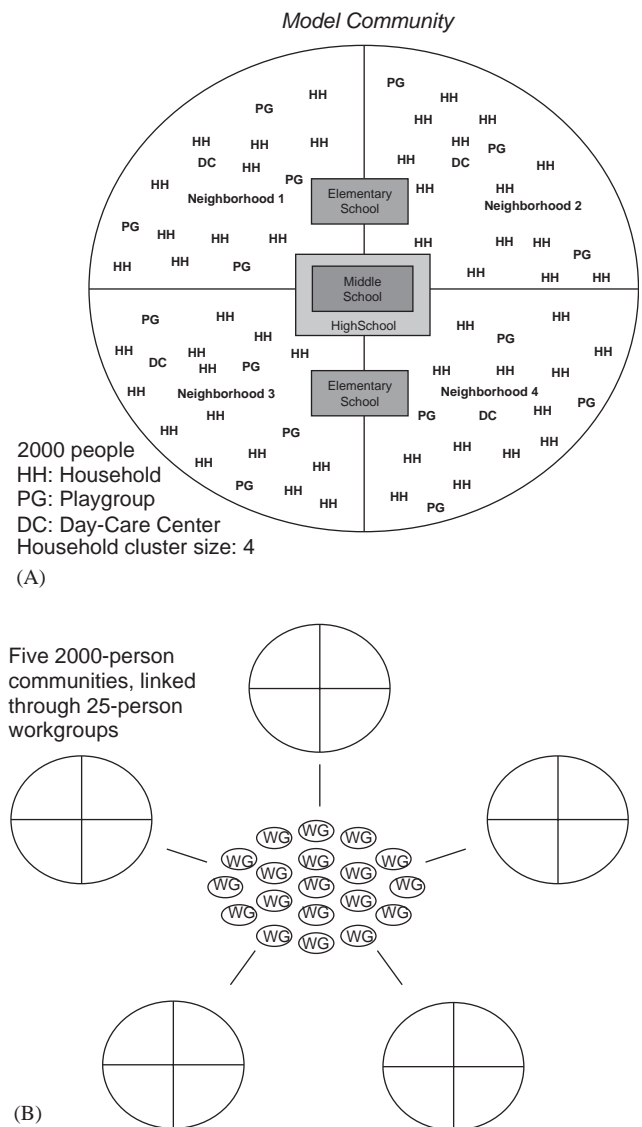 Model Community
PG HH
PG HH
HH HH HH
HH HH HH
DC HH
HH DC PG
HH PG HH
Neighborhood 1
Elementary
School
HH HH
Neighborhood 2
PG HH HH HH HH
HH HH HH PG
HH HH PG
HH HH HH
Middle
School
HighSchool
PG HH HH
HH HH
HH HH HH PG HH
DC HH PG
HH HH HH HH
HH
Neighborhood 3
Elementary
School
Neighborhood 4
HH PG DC HH PG
HH PG HH HH
HH HH HH HH HH
PG HH HH
HH HH PG
2000 people
HH: Household
PG: Playgroup
DC: Day-Care Center
Household cluster size: 4
(A)
Five 2000-person
communities, linked
through 25-person
workgroups
WG WG WG
WG WG WG
WG WG
WG WG WG
WG WG
WG WG WG
WG WG
WG WG WG
(B)